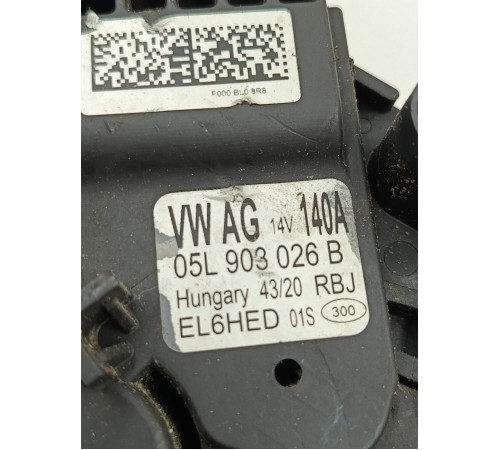 F000 BL0 8R8
VW AG 14V 140A
05L 903 026 B
Hungary 43/20 RBJ
EL6HED 01S 300